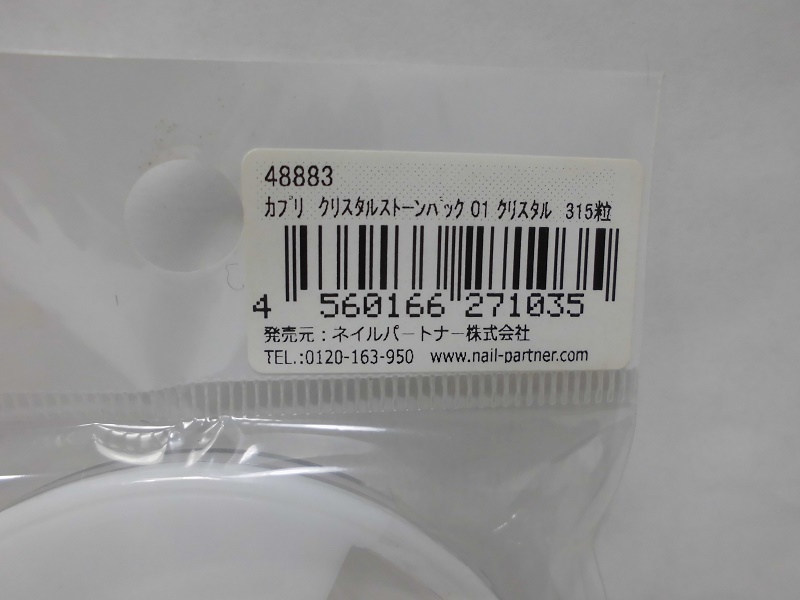 48883
カプリ クリスタルストーンパック 01 クリスタル 315粒
4 560166 271035
発売元：ネイルパートナー株式会社
TEL.:0120-163-950 www.nail-partner.com